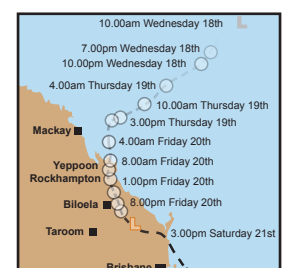 10.00am Wednesday 18th
L
7.00pm Wednesday 18th
10.00pm Wednesday 18th
4.00am Thursday 19th
10.00am Thursday 19th
3.00pm Thursday 19th
Mackay
4.00am Friday 20th
Yeppoon
8.00am Friday 20th
Rockhampton
1.00pm Friday 20th
Biloela
8.00pm Friday 20th
L
Taroom
3.00pm Saturday 21st
Brisbane